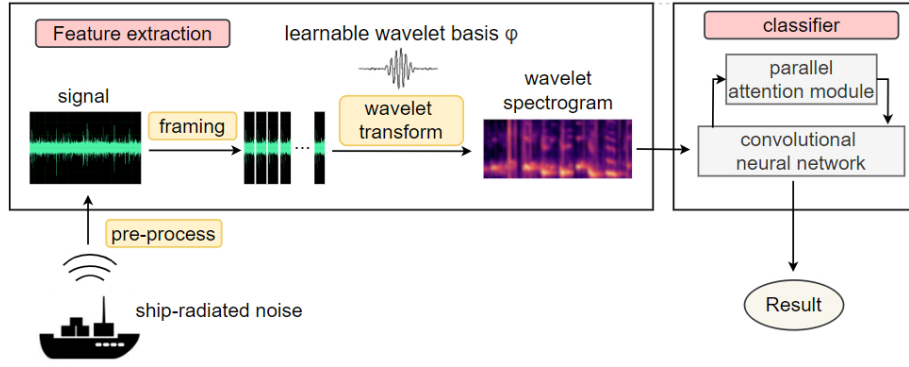 Feature extraction
learnable wavelet basis φ
signal
framing
...
wavelet
transform
wavelet
spectrogram
classifier
parallel
attention module
convolutional
neural network
pre-process
ship-radiated noise
Result